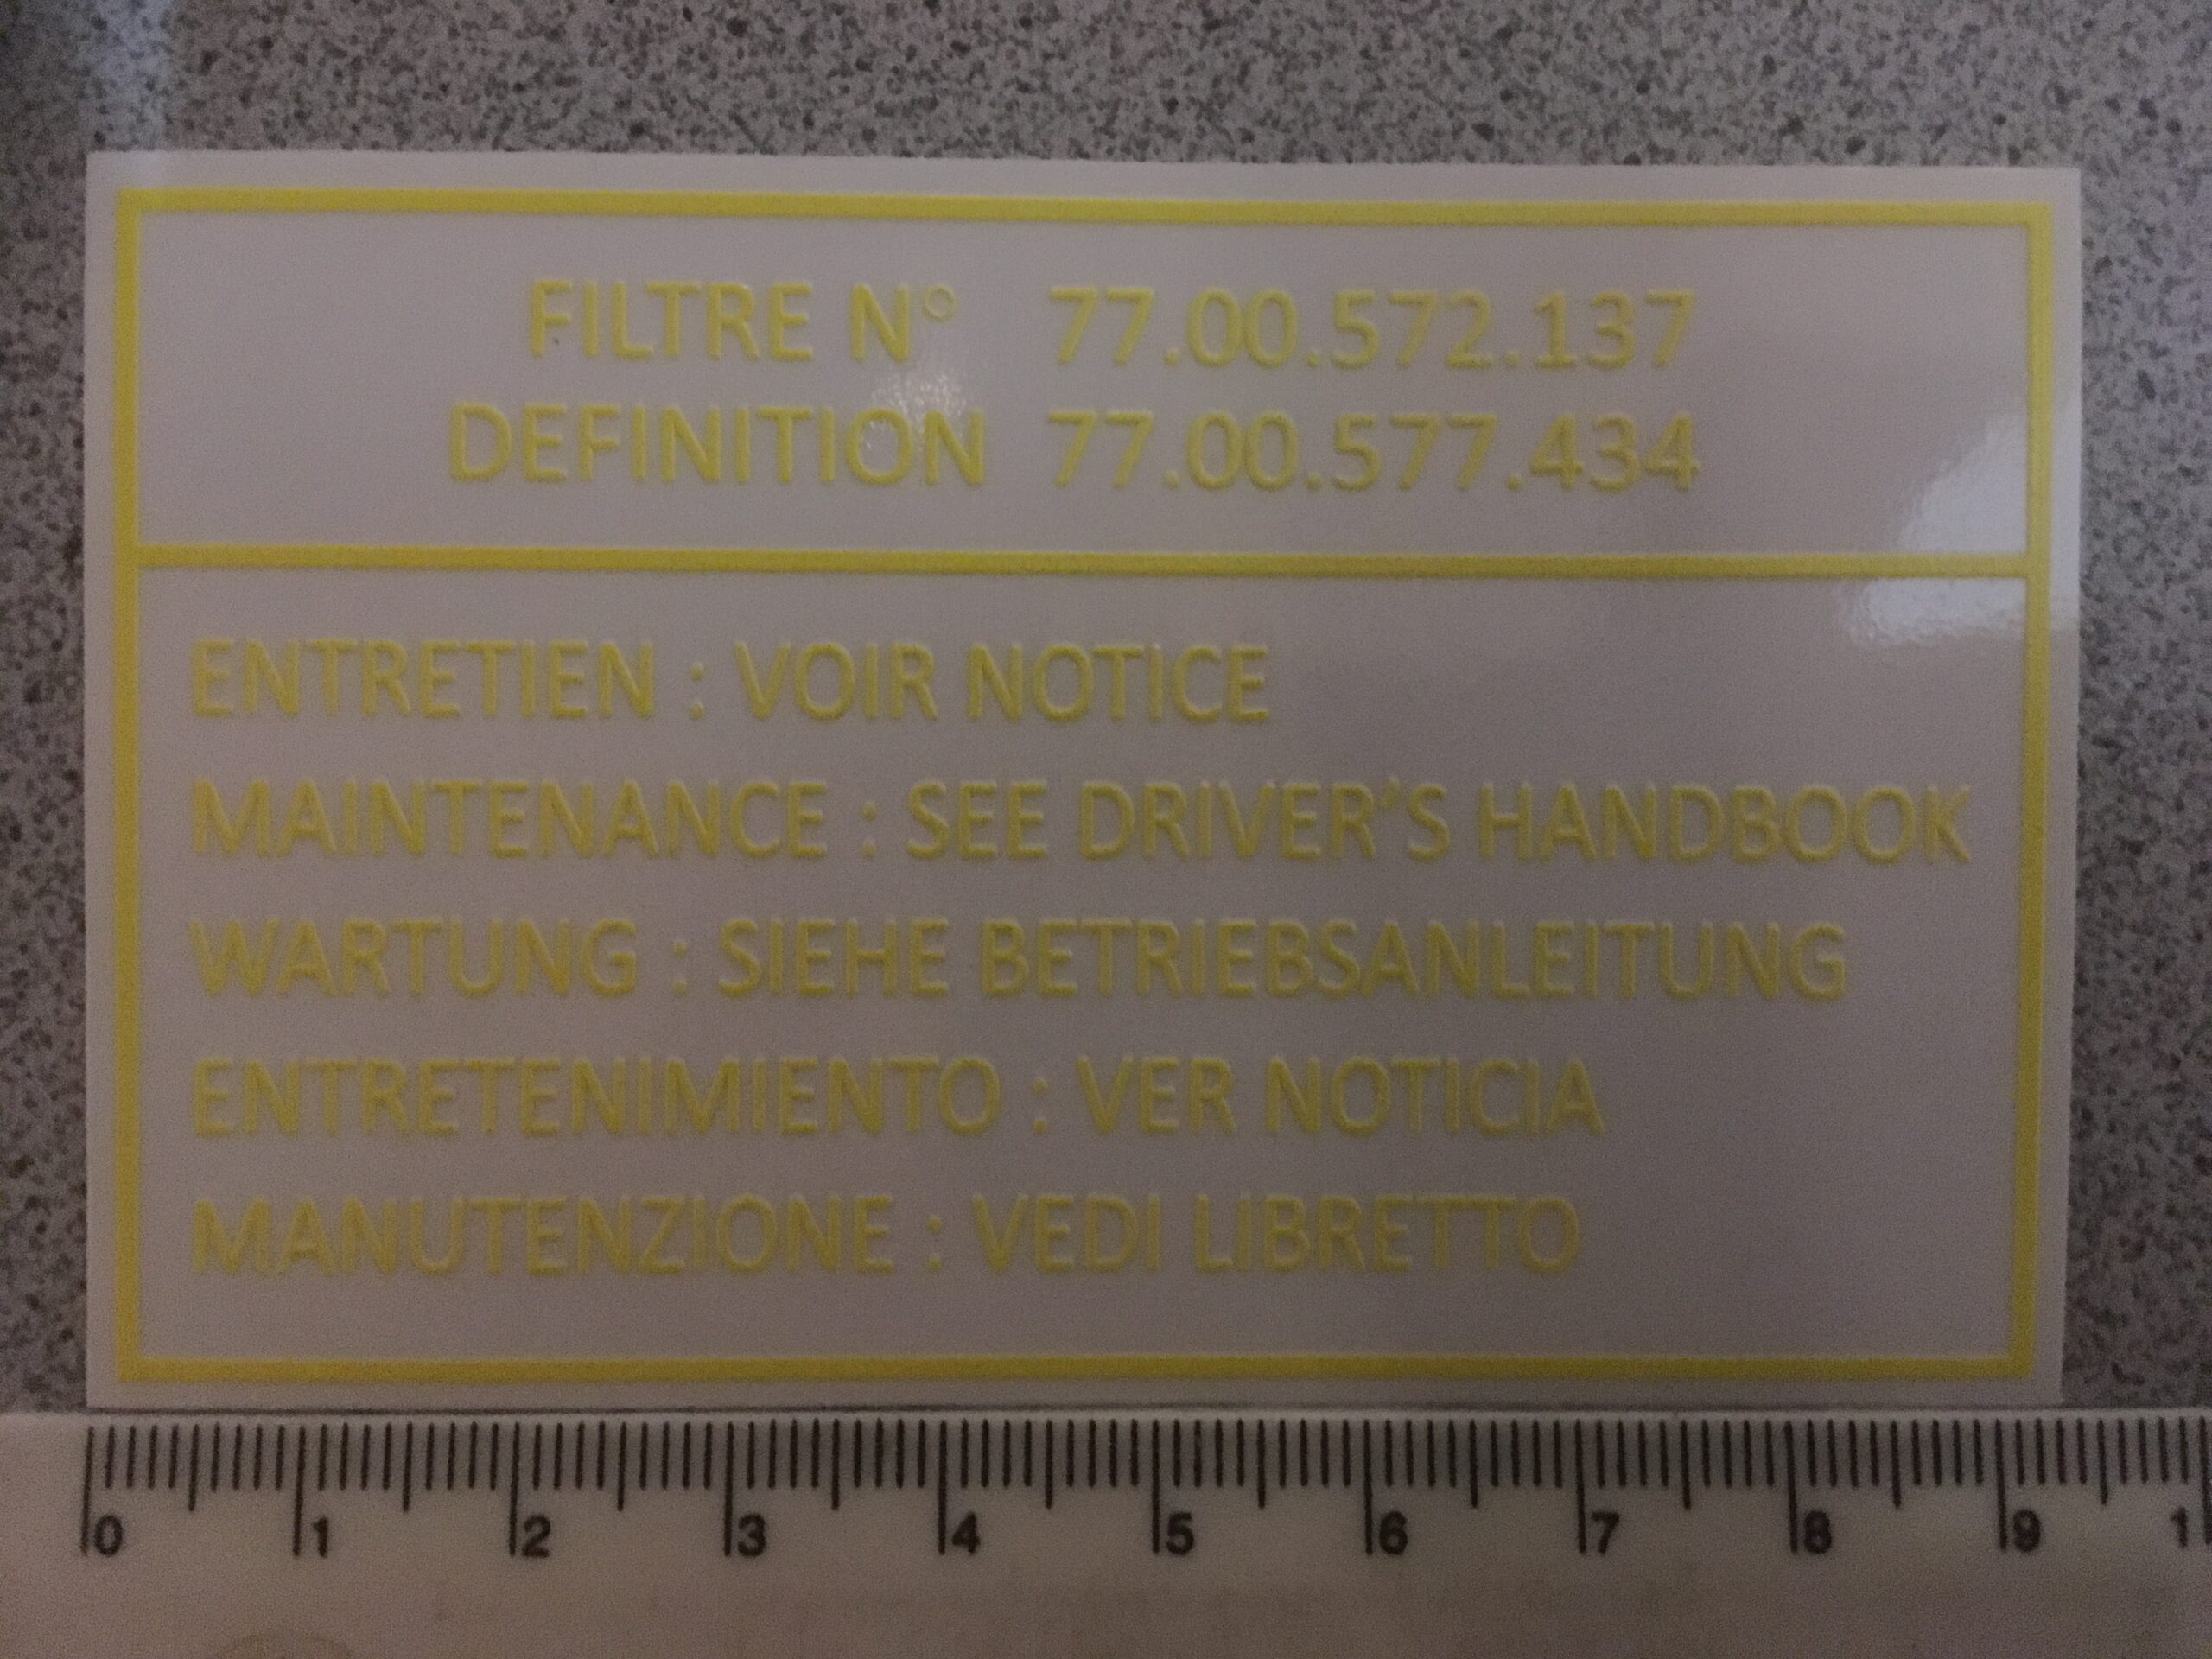 FILTRE N° 77.00.572.137
DEFINITION 77.00.577.434
ENTRETIEN : VOIR NOTICE
MAINTENANCE : SEE DRIVER'S HANDBOOK
WARTUNG : SIEHE BETRIEBSANLEITUNG
ENTRETENIMIENTO : VER NOTICIA
MANUTENZIONE : VEDI LIBRETTO
0 1 2 3 4 5 6 7 8 9 1